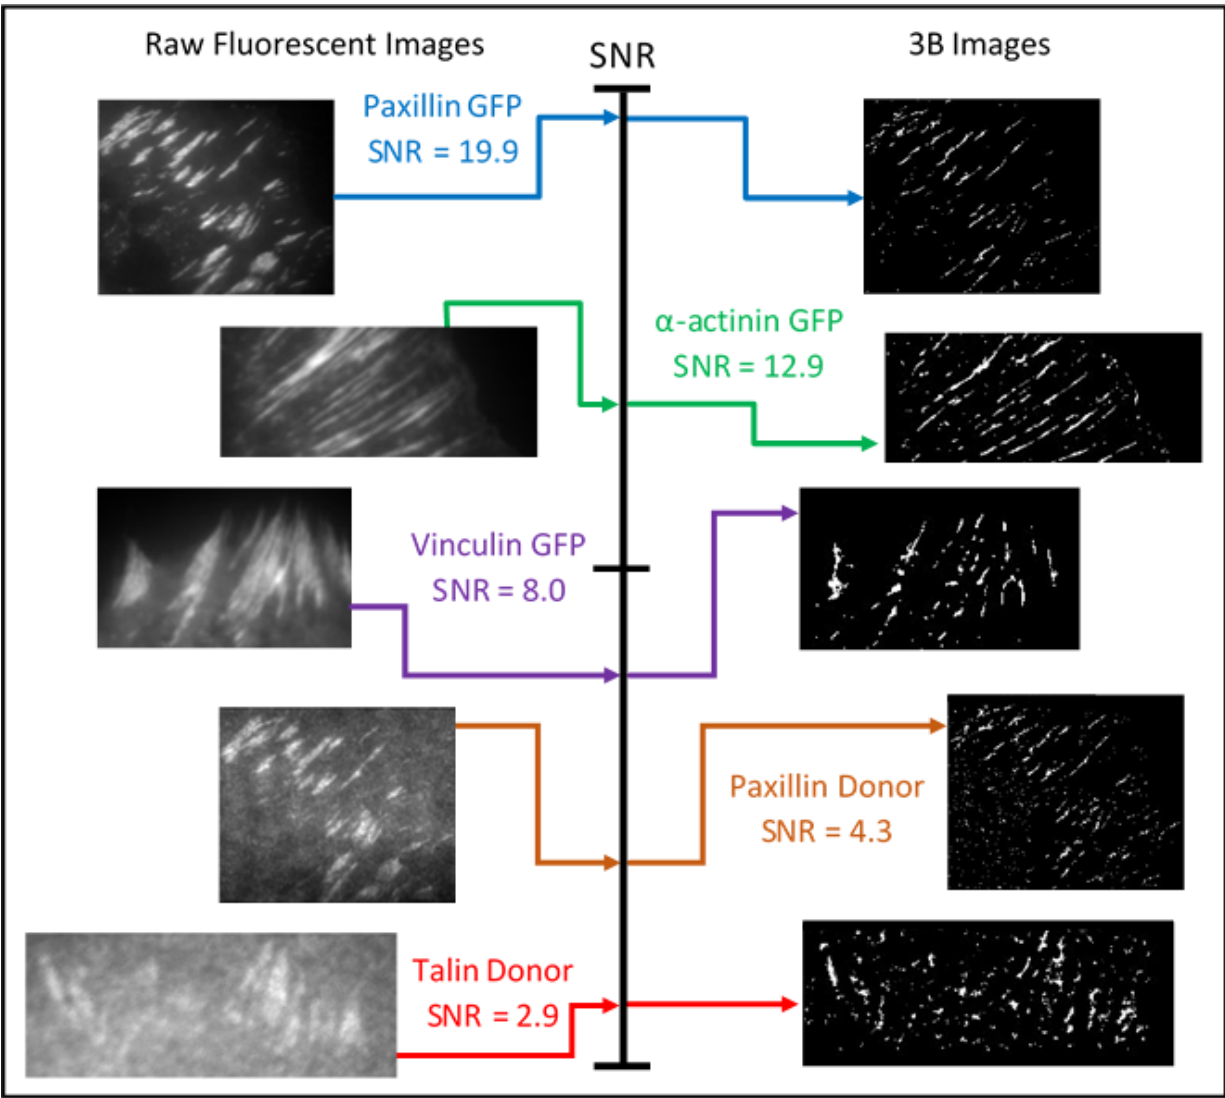 Raw Fluorescent Images
SNR
3B Images
Paxillin GFP
SNR = 19.9
α-actinin GFP
SNR = 12.9
Vinculin GFP
SNR = 8.0
Paxillin Donor
SNR = 4.3
Talin Donor
SNR = 2.9